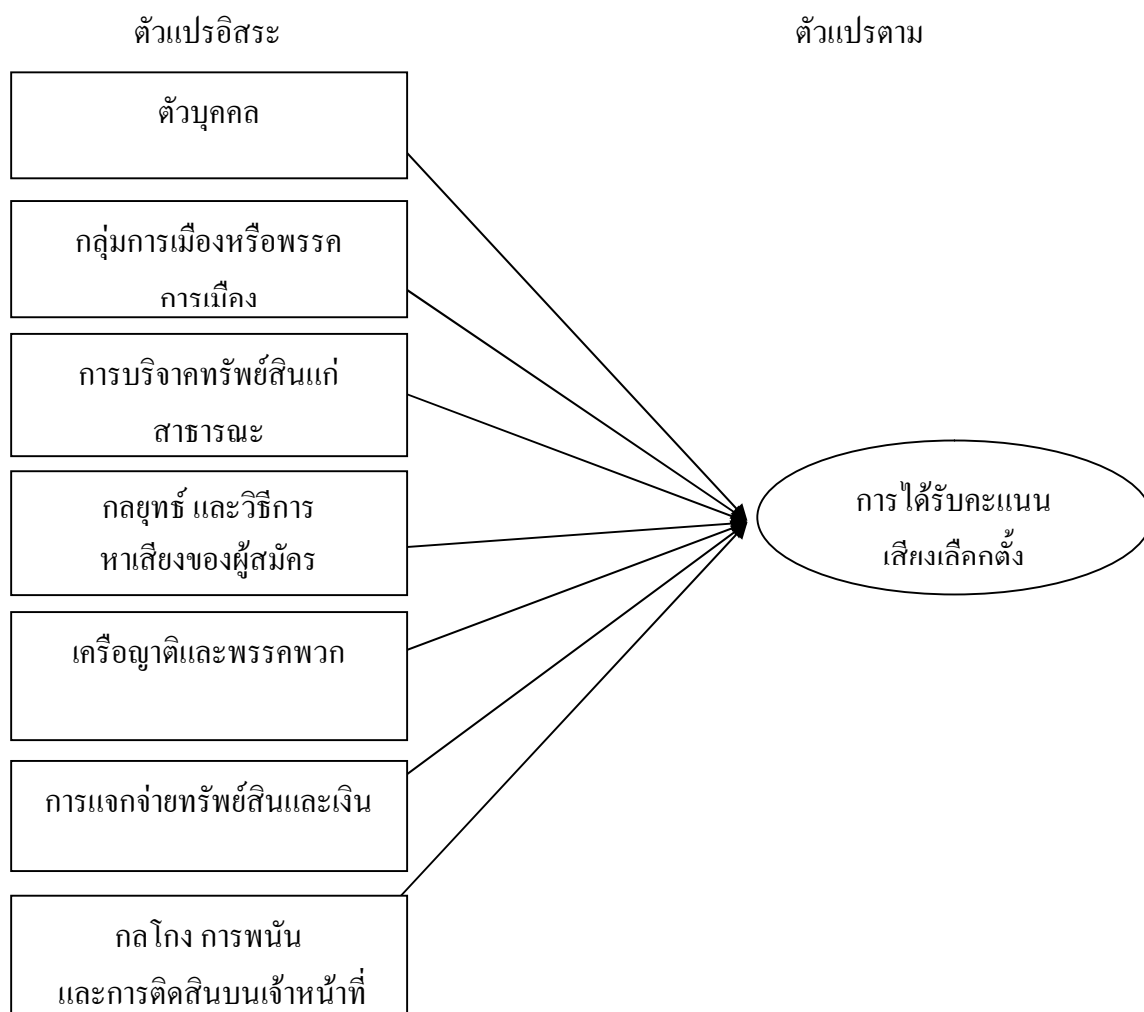 ตัวแปรอิสระ
ตัวแปรตาม
ตัวบุคคล
กลุ่มการเมืองหรือพรรค
การเมือง
การบริจาคทรัพย์สินแก่
สาธารณะ
กลยุทธ์ และวิธีการ
หาเสียงของผู้สมัคร
เครือญาติและพรรคพวก
การแจกจ่ายทรัพย์สินและเงิน
กลโกง การพนัน
และการติดสินบนเจ้าหน้าที่
การได้รับคะแนน
เสียงเลือกตั้ง